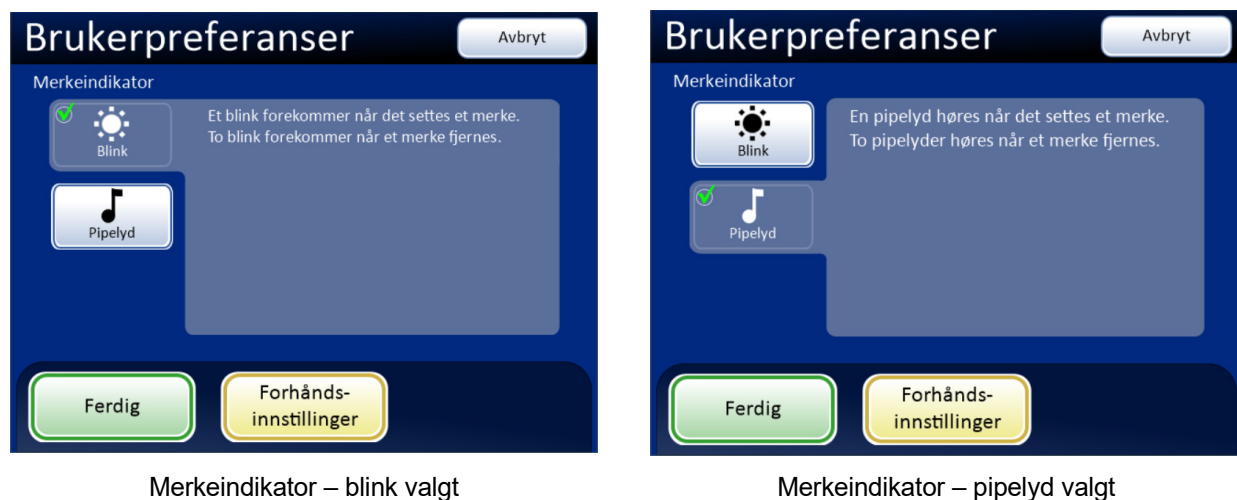 Brukerpreferanser
Avbryt
Merkeindikator
Blink
Et blink forekommer når det settes et merke.
To blink forekommer når et merke fjernes.
Pipelyd
Ferdig
Forhånds-
innstillinger
Merkeindikator – blink valgt
Brukerpreferanser
Avbryt
Merkeindikator
Blink
En pipelyd høres når det settes et merke.
To pipelyder høres når et merke fjernes.
Pipelyd
Ferdig
Forhånds-
innstillinger
Merkeindikator – pipelyd valgt